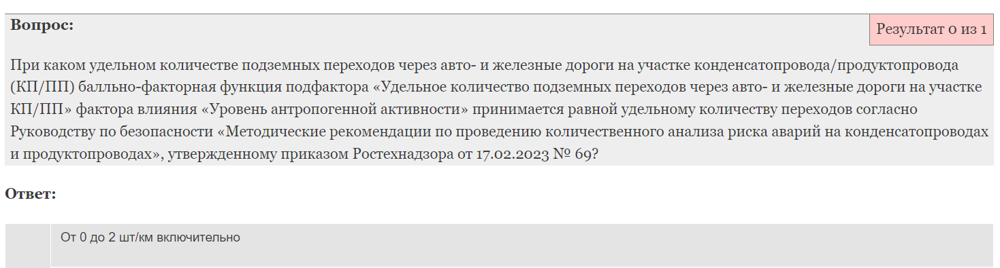 Вопрос:
Результат 0 из 1
При каком удельном количестве подземных переходов через авто- и железные дороги на участке конденсатопровода/продуктопровода
(КП/ПП) балльно-факторная функция подфактора «Удельное количество подземных переходов через авто- и железные дороги на участке
КП/ПП» фактора влияния «Уровень антропогенной активности» принимается равной удельному количеству переходов согласно
Руководству по безопасности «Методические рекомендации по проведению количественного анализа риска аварий на конденсатопроводах
и продуктопроводах», утвержденному приказом Ростехнадзора от 17.02.2023 № 69?
Ответ:
От 0 до 2 шт/км включительно